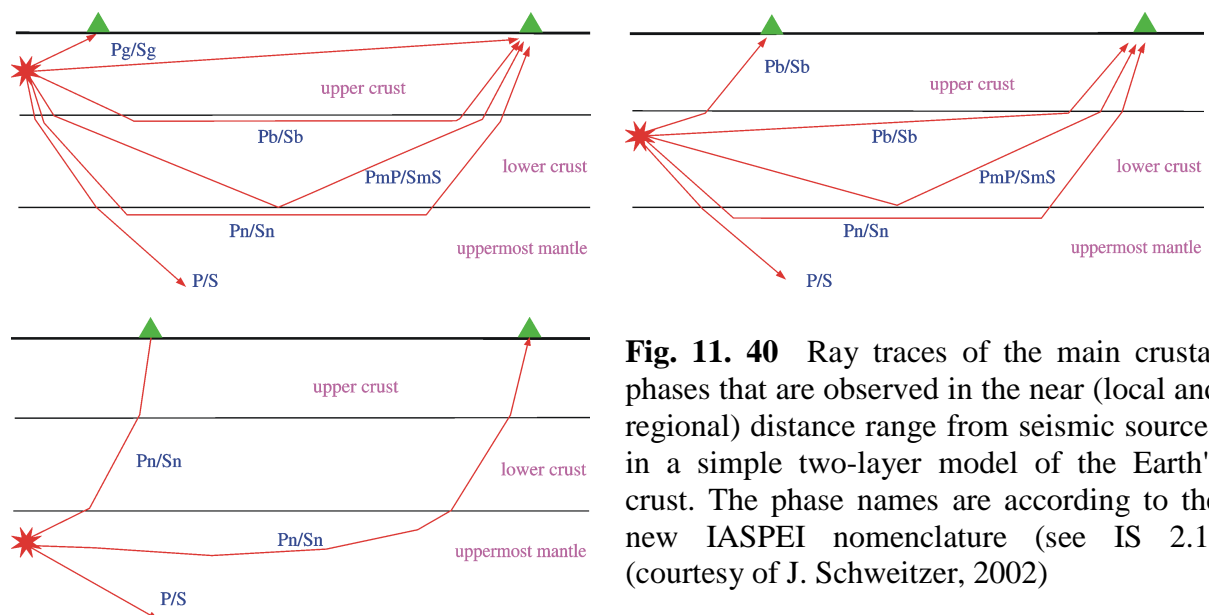 Pg/Sg
upper crust
Pb/Sb
lower crust
PmP/SmS
Pn/Sn
uppermost mantle
P/S
Pb/Sb
upper crust
Pb/Sb
lower crust
PmP/SmS
Pn/Sn
uppermost mantle
P/S
upper crust
Pn/Sn
lower crust
Pn/Sn
uppermost mantle
P/S
Fig. 11. 40 Ray traces of the main crusta
phases that are observed in the near (local and
regional) distance range from seismic source
in a simple two-layer model of the Earth'
crust. The phase names are according to the
new IASPEI nomenclature (see IS 2.1
(courtesy of J. Schweitzer, 2002)